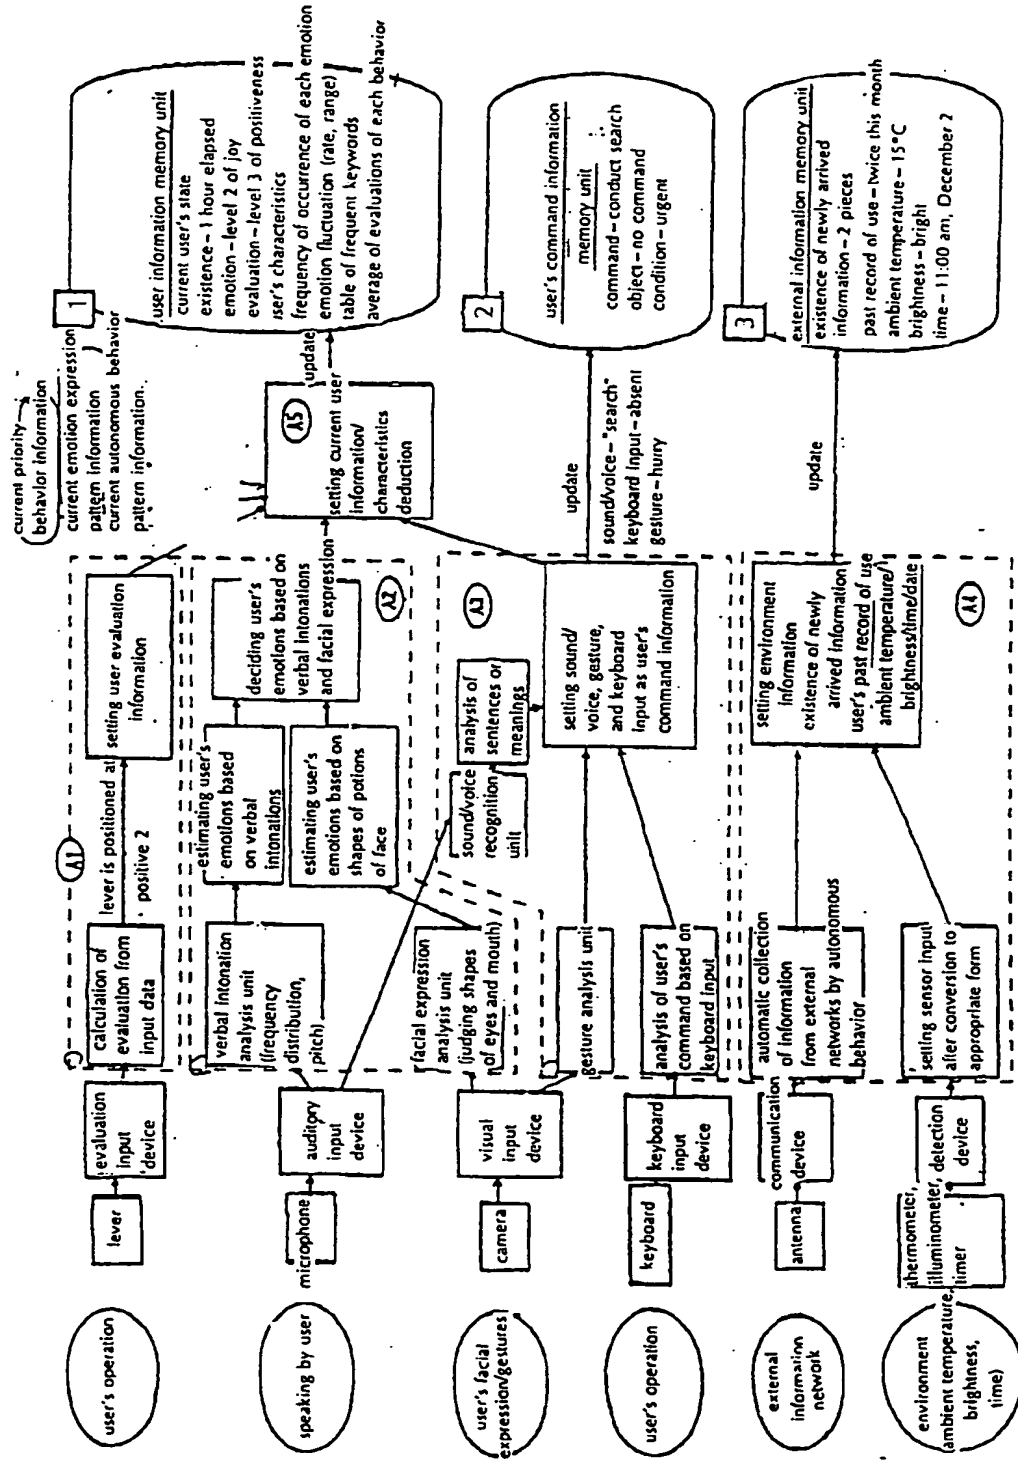 user's operation
lever
evaluation
input
device
calculation of
evaluation from
input data
A1
lever is positioned at
positive 2
setting user evaluation
information
current priority
behavior information
current emotion expression
pattern information
current autonomous behavior
pattern information
1
user information memory unit
current user's state
existence – 1 hour elapsed
emotion – level 2 of joy
evaluation – level 3 of positiveness
user's characteristics
frequency of occurrence of each emotion
emotion fluctuation (rate, range)
table of frequent keywords
average of evaluations of each behavior
speaking by user
microphone
auditory
input
device
verbal intonation
analysis unit
(frequency
distribution,
pitch)
estimating user's
emotions based
on verbal
intonations
estimating user's
emotions based on
shapes of potions
of face
deciding user's
emotions based on
verbal intonations
and facial expression
A2
A5
setting current user
information/
characteristics
deduction
update
user's facial
expression/gestures
camera
visual
input
device
facial expression
analysis unit
(judging shapes
of eyes and mouth)
gesture analysis unit
sound/voice
recognition
unit
analysis of
sentences or
meanings
A3
setting sound/
voice, gesture,
and keyboard
input as user's
command information
update
sound/voice – "search"
keyboard input – absent
gesture – hurry
2
user's command information
memory unit
command – conduct search
object – no command
condition – urgent
user's operation
keyboard
keyboard
input
device
analysis of user's
command based on
keyboard input
external
information
network
antenna
communication
device
automatic collection
of information
from external
networks by autonomous
behavior
setting environment
information
existence of newly
arrived information
user's past record of use
ambient temperature/
brightness/time/date
A4
update
3
external information memory unit
existence of newly arrived
information – 2 pieces
past record of use – twice this month
ambient temperature – 15°C
brightness – bright
time – 11:00 am, December 2
environment
(ambient temperature,
brightness,
time)
thermometer,
illuminometer,
timer
detection
device
setting sensor input
after conversion to
appropriate form